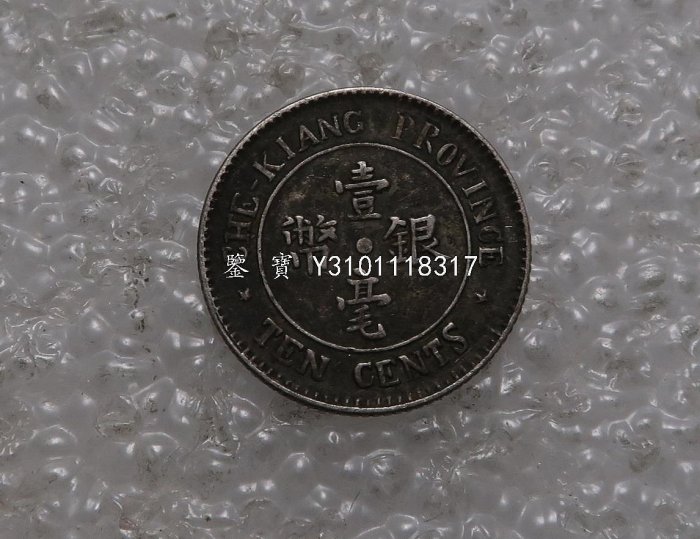 CHE-KIANG PROVINCE
壹毫銀幣
TEN CENTS
鑒寶 Y3101118317